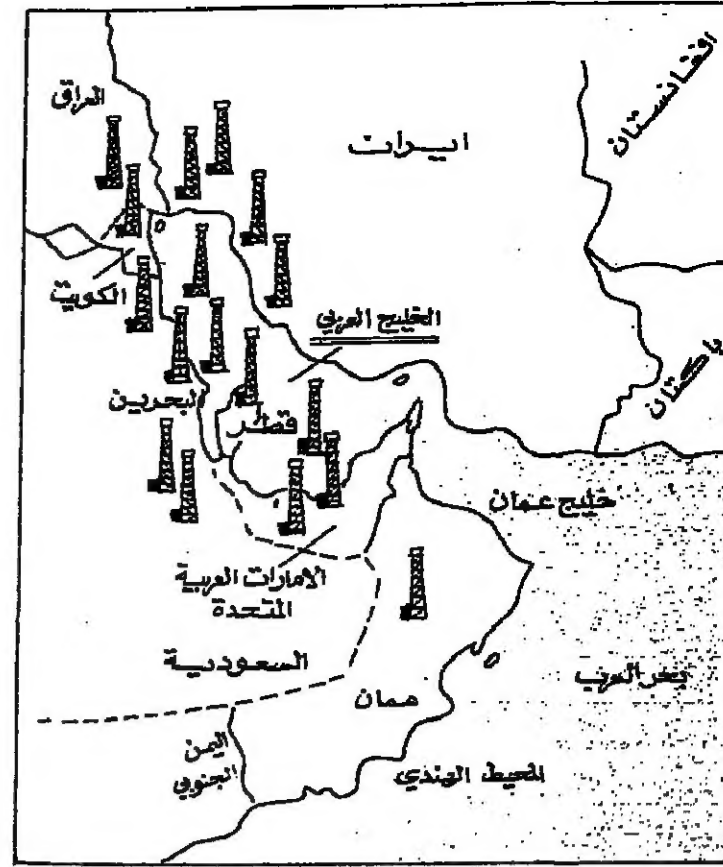 افغانستان
العراق
ايران
الكويت
الخليج العربي
باكستان
البحرين
قطر
خليج عمان
الامارات العربية
المتحدة
السعودية
بحر العرب
عمان
اليمن
الجنوبي
المحيط الهندي